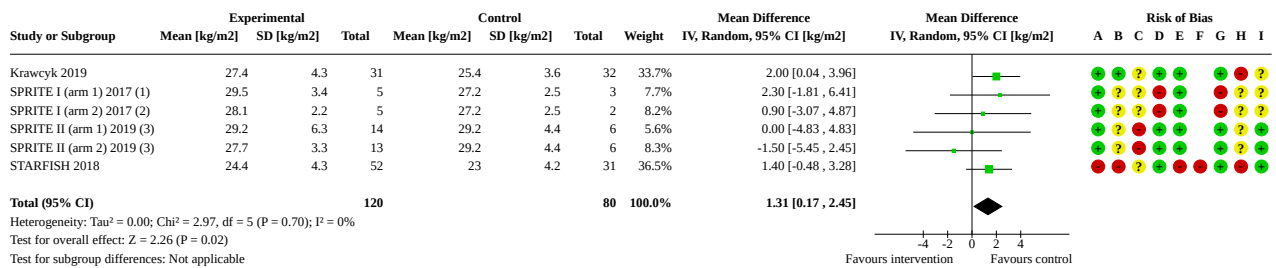 Experimental Control Mean Difference Mean Difference Risk of Bias
Study or Subgroup Mean [kg/m2] SD [kg/m2] Total Mean [kg/m2] SD [kg/m2] Total Weight IV, Random, 95% CI [kg/m2] IV, Random, 95% CI [kg/m2] A B C D E F G H I
Krawcyk 2019 27.4 4.3 31 25.4 3.6 32 33.7% 2.00 [0.04 , 3.96] + + ? + + + - ?
SPRITE I (arm 1) 2017 (1) 29.5 3.4 5 27.2 2.5 3 7.7% 2.30 [-1.81 , 6.41] + ? ? - + - ? ?
SPRITE I (arm 2) 2017 (2) 28.1 2.2 5 27.2 2.5 2 8.2% 0.90 [-3.07 , 4.87] + ? ? - + - ? ?
SPRITE II (arm 1) 2019 (3) 29.2 6.3 14 29.2 4.4 6 5.6% 0.00 [-4.83 , 4.83] + ? - + + + ? +
SPRITE II (arm 2) 2019 (3) 27.7 3.3 13 29.2 4.4 6 8.3% -1.50 [-5.45 , 2.45] + ? - + + + ? +
STARFISH 2018 24.4 4.3 52 23 4.2 31 36.5% 1.40 [-0.48 , 3.28] - - ? + - - + - +
Total (95% CI) 120 80 100.0% 1.31 [0.17 , 2.45]
Heterogeneity: Tau² = 0.00; Chi² = 2.97, df = 5 (P = 0.70); I² = 0%
Test for overall effect: Z = 2.26 (P = 0.02)
-4 -2 0 2 4
Test for subgroup differences: Not applicable Favours intervention Favours control